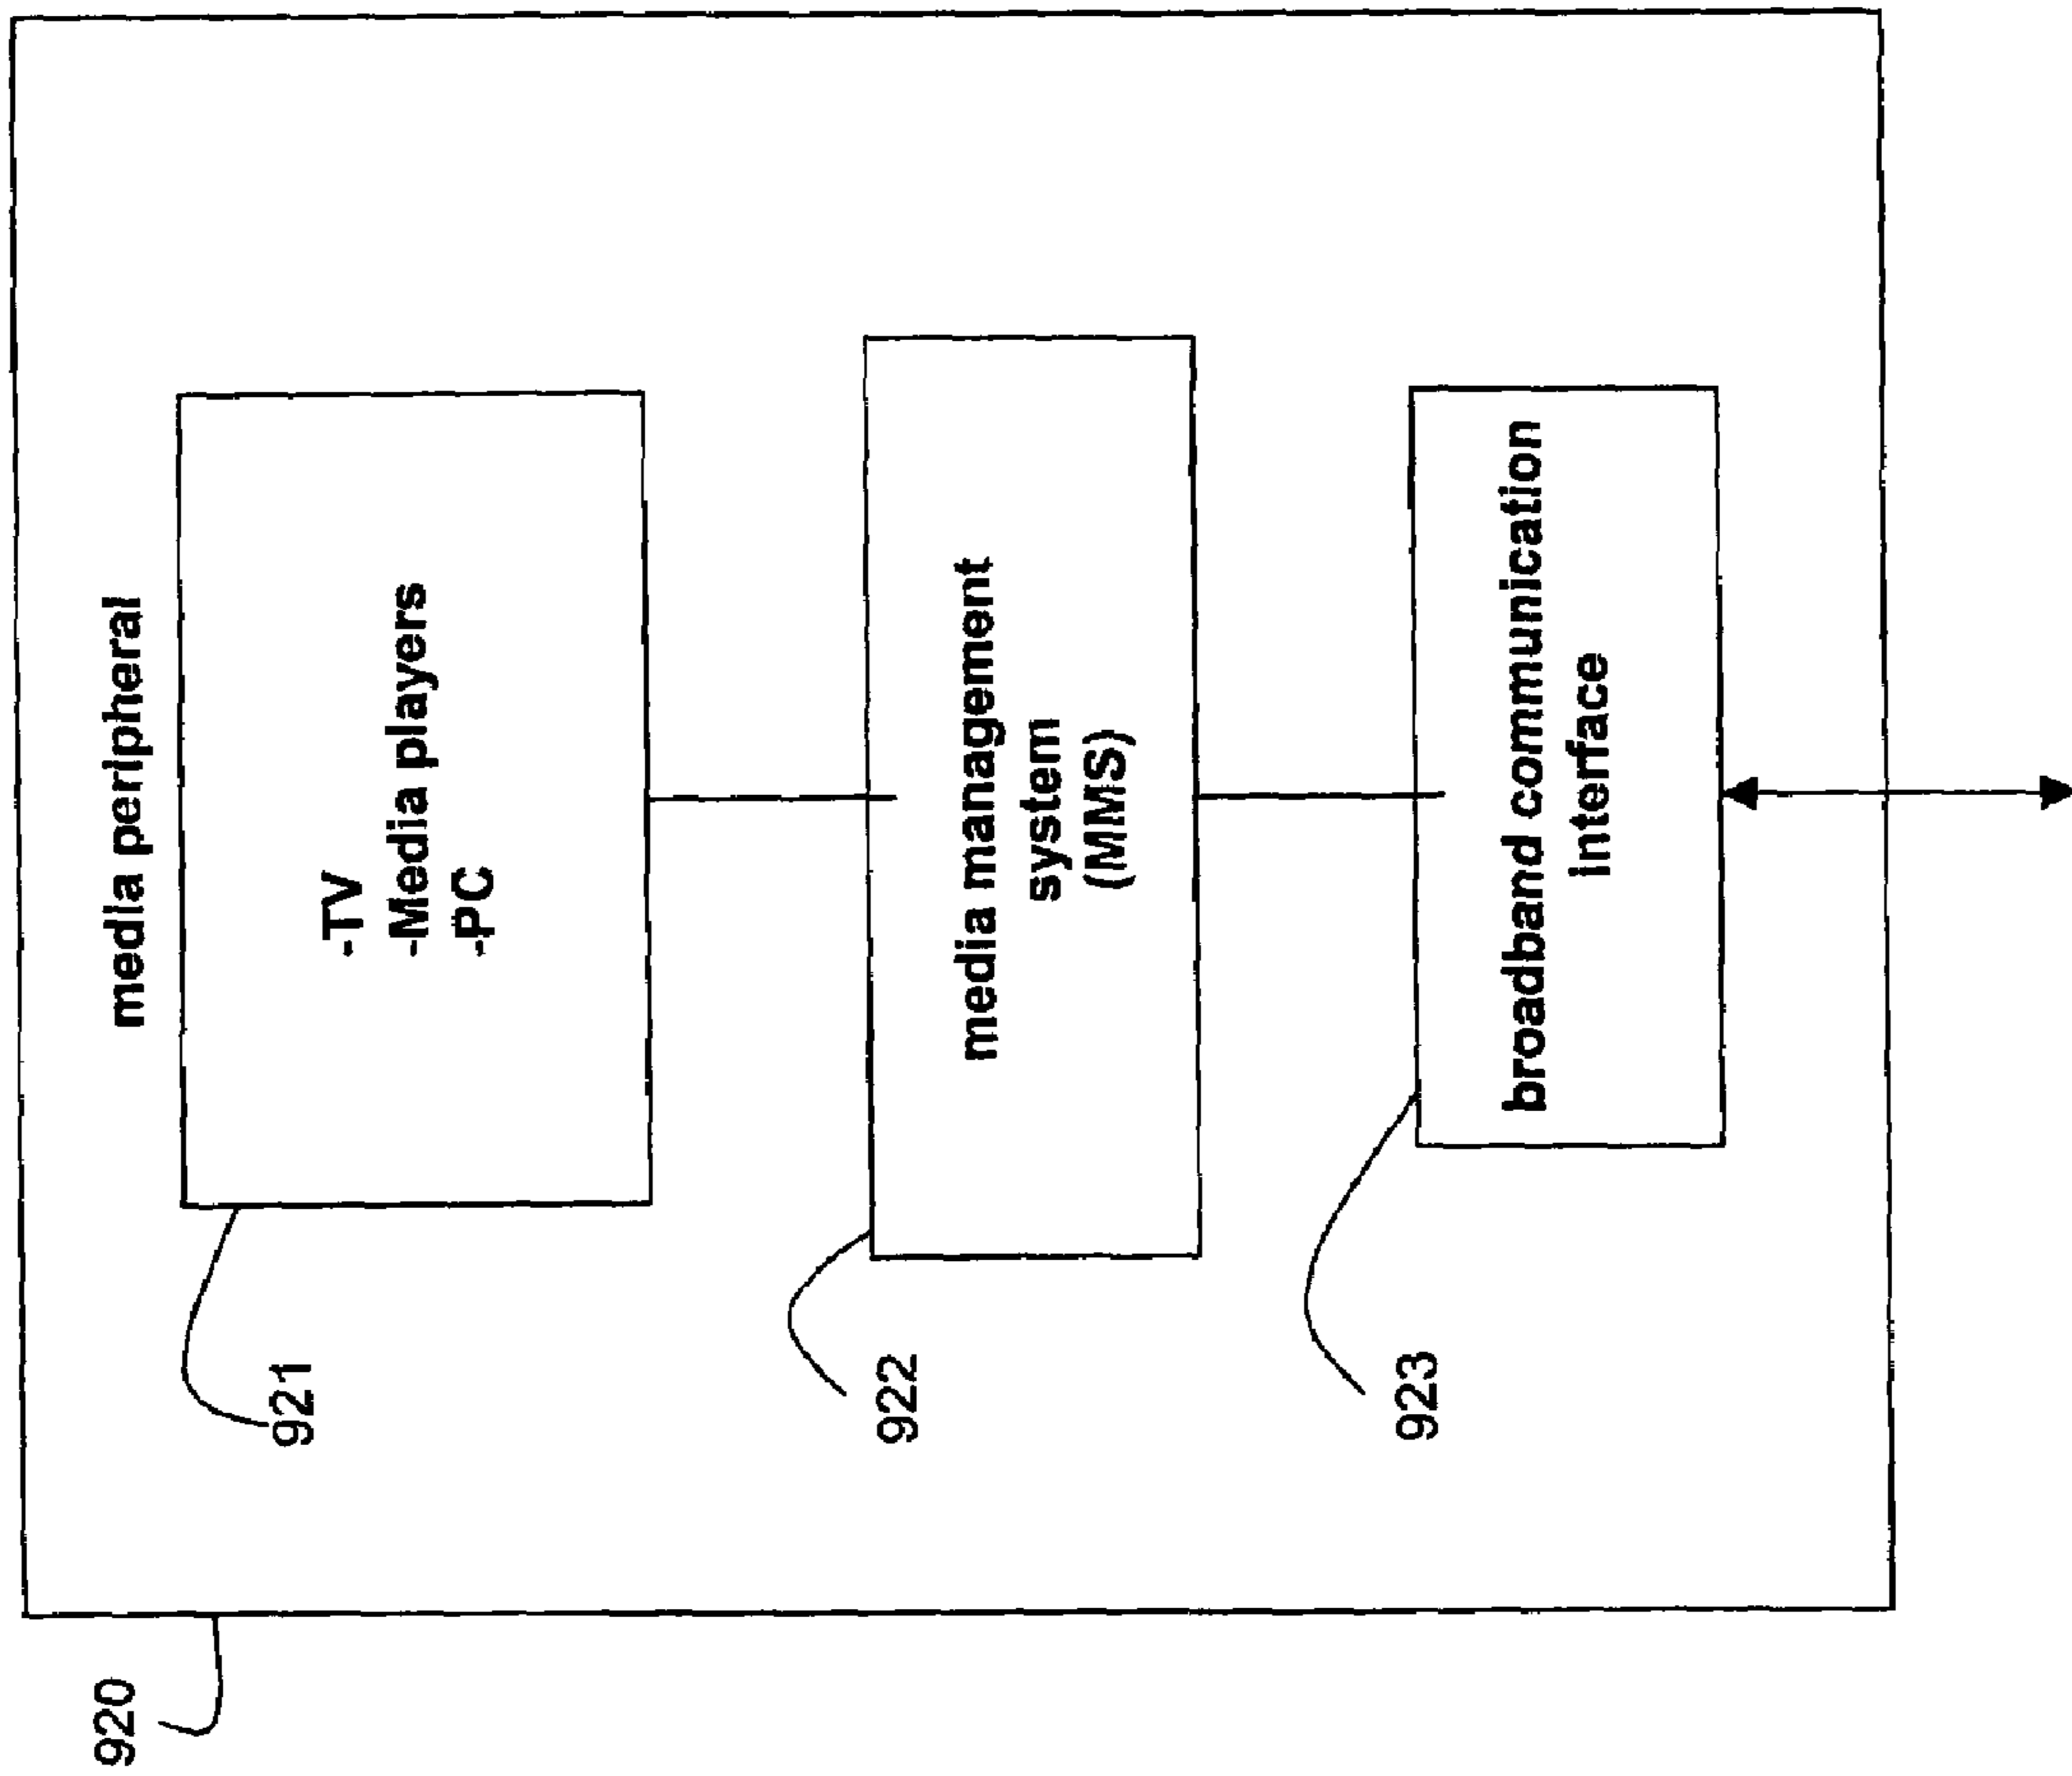 920
media peripheral
921
-TV
-Media players
-PC
922
media management
system
(MMS)
923
broadband communication
interface